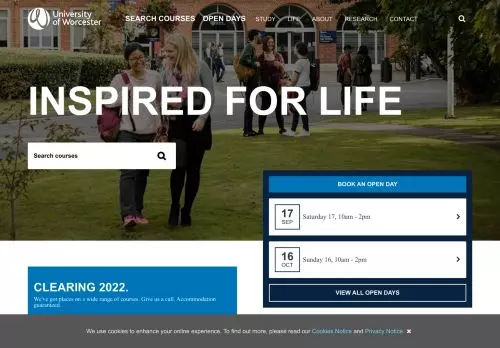 University
of Worcester
SEARCH COURSES OPEN DAYS STUDY LIFE ABOUT RESEARCH CONTACT
INSPIRED FOR LIFE
Search courses
BOOK AN OPEN DAY
17
SEP
Saturday 17, 10am - 2pm
16
OCT
Sunday 16, 10am - 2pm
VIEW ALL OPEN DAYS
CLEARING 2022.
We've got places on a wide range of courses. Give us a call. Accommodation
guaranteed.
We use cookies to enhance your online experience. To find out more, please read our Cookies Notice and Privacy Notice. ✖